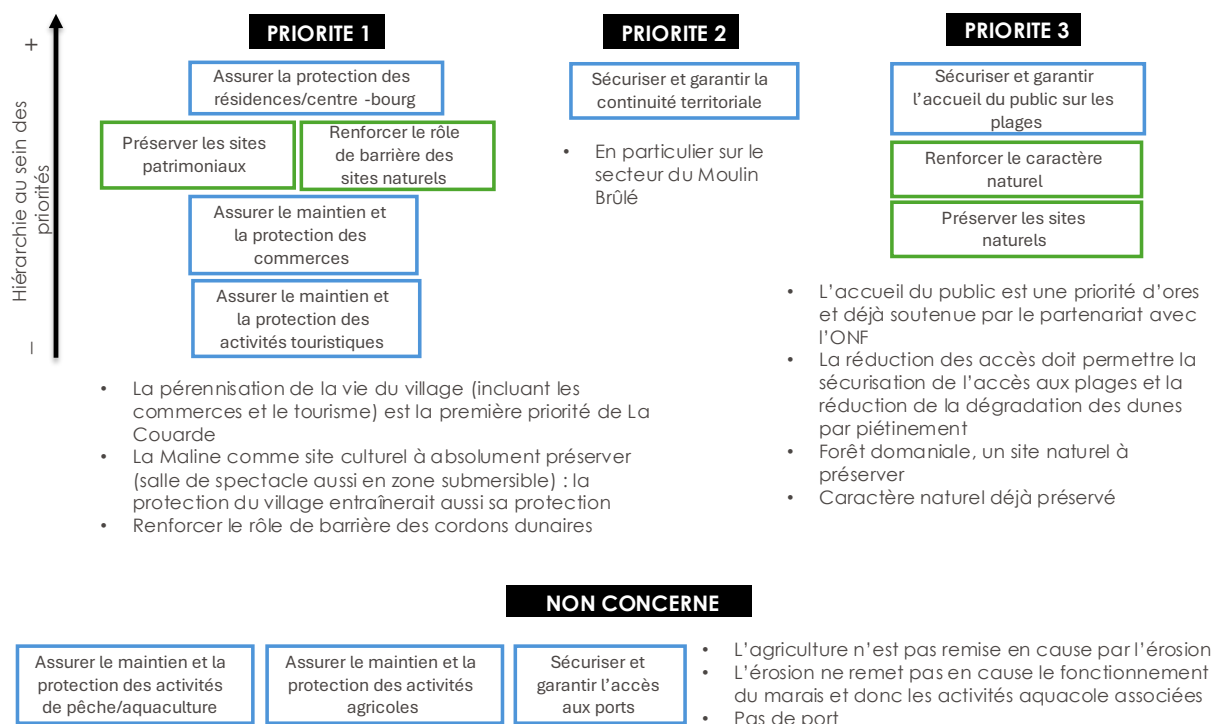 +
Hiérarchie au sein des
priorités
–
PRIORITE 1
Assurer la protection des
résidences/centre -bourg
Préserver les sites
patrimoniaux
Renforcer le rôle
de barrière des
sites naturels
Assurer le maintien et
la protection des
commerces
Assurer le maintien et
la protection des
activités touristiques
• La pérennisation de la vie du village (incluant les
commerces et le tourisme) est la première priorité de La
Couarde
• La Maline comme site culturel à absolument préserver
(salle de spectacle aussi en zone submersible) : la
protection du village entraînerait aussi sa protection
• Renforcer le rôle de barrière des cordons dunaires
PRIORITE 2
Sécuriser et garantir la
continuité territoriale
• En particulier sur le
secteur du Moulin
Brûlé
PRIORITE 3
Sécuriser et garantir
l'accueil du public sur les
plages
Renforcer le caractère
naturel
Préserver les sites
naturels
• L'accueil du public est une priorité d'ores
et déjà soutenue par le partenariat avec
l'ONF
• La réduction des accès doit permettre la
sécurisation de l'accès aux plages et la
réduction de la dégradation des dunes
par piétinement
• Forêt domaniale, un site naturel à
préserver
• Caractère naturel déjà préservé
NON CONCERNE
Assurer le maintien et la
protection des activités
de pêche/aquaculture
Assurer le maintien et la
protection des activités
agricoles
Sécuriser et
garantir l'accès
aux ports
• L'agriculture n'est pas remise en cause par l'érosion
• L'érosion ne remet pas en cause le fonctionnement
du marais et donc les activités aquacole associées
• Pas de port